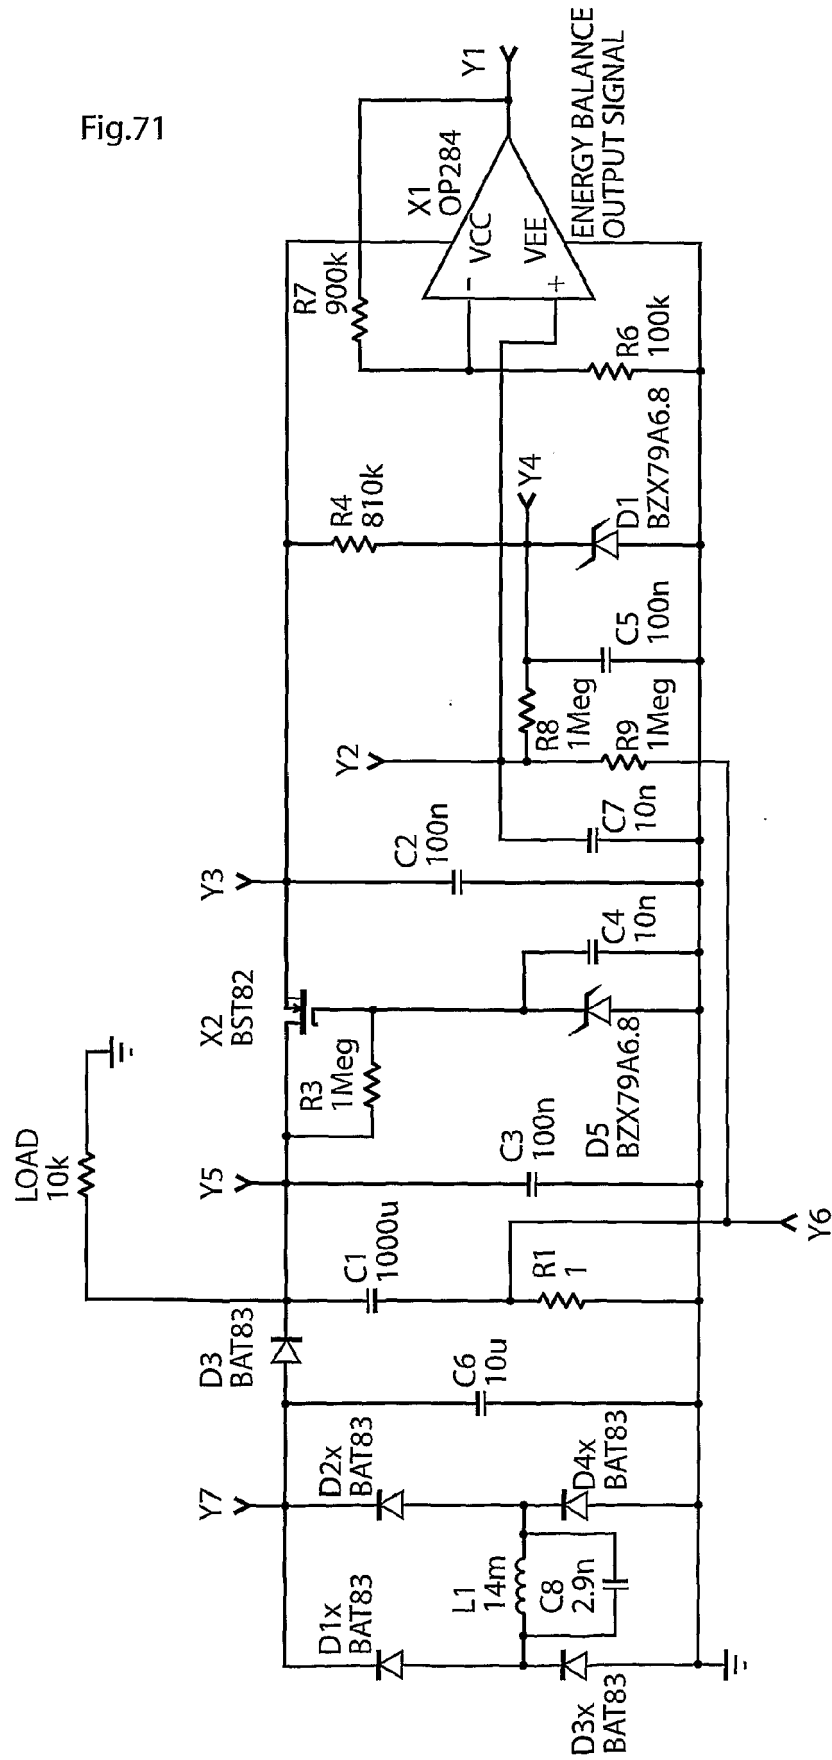 Fig.71
LOAD
10k
Y7
D1x
BAT83
D2x
BAT83
D3x
BAT83
D4x
BAT83
L1
14m
C8
2.9n
C6
10u
D3
BAT83
C1
1000u
R1
1
Y6
Y5
C3
100n
R3
1Meg
X2
BST82
D5
BZX79A6.8
C4
10n
Y3
C2
100n
C7
10n
Y2
R8
1Meg
R9
1Meg
C5
100n
Y4
R4
810k
D1
BZX79A6.8
R7
900k
R6
100k
X1
OP284
VCC
VEE
-
+
Y1
ENERGY BALANCE
OUTPUT SIGNAL